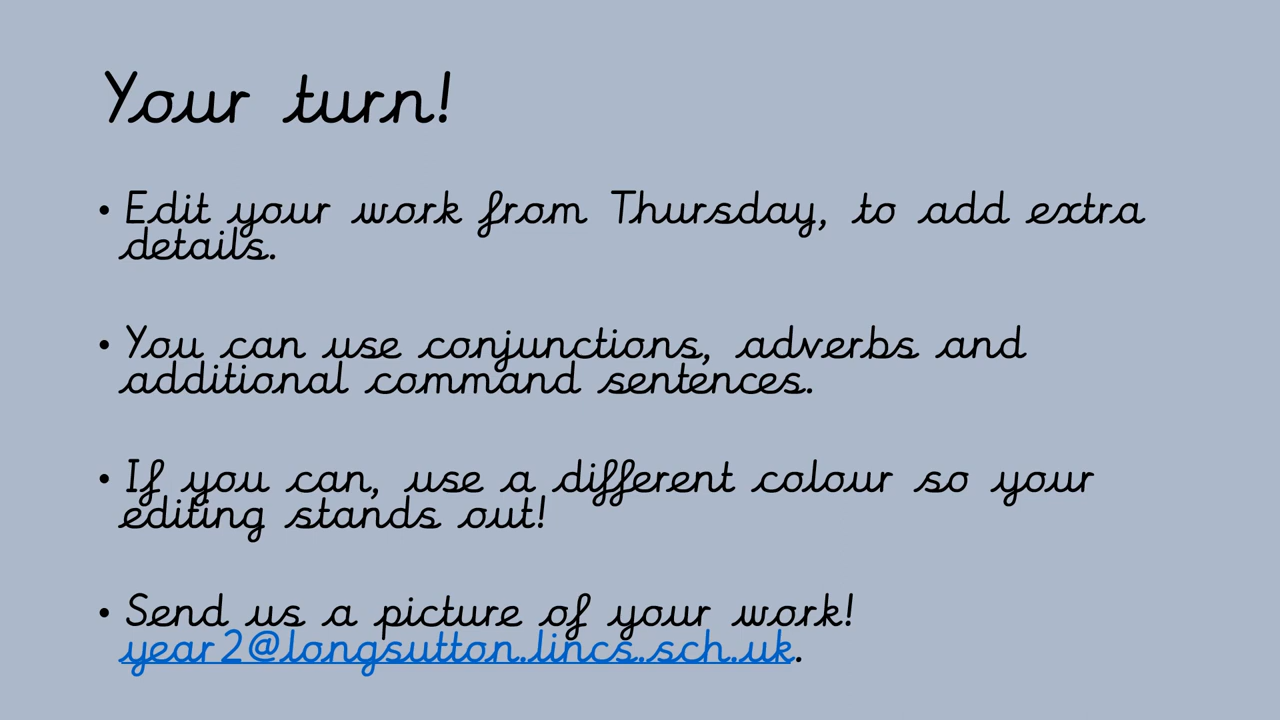 Your turn!
• Edit your work from Thursday, to add extra
details.
• You can use conjunctions, adverbs and
additional command sentences.
• If you can, use a different colour so your
editing stands out!
• Send us a picture of your work!
year2@longsutton.lincs.sch.uk.